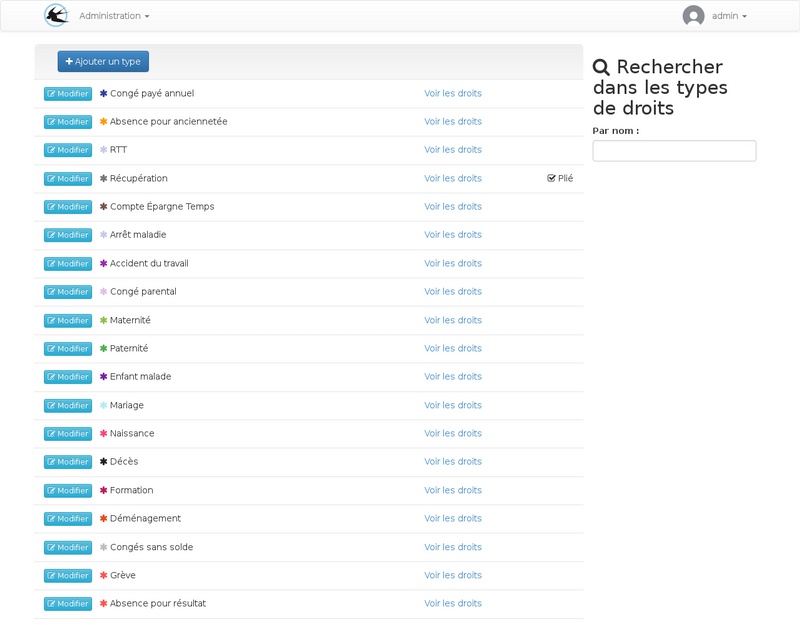 Administration
admin
Ajouter un type
Modifier Congé payé annuel Voir les droits
Modifier Absence pour anciennetée Voir les droits
Modifier RTT Voir les droits
Modifier Récupération Voir les droits Plié
Modifier Compte Épargne Temps Voir les droits
Modifier Arrêt maladie Voir les droits
Modifier Accident du travail Voir les droits
Modifier Congé parental Voir les droits
Modifier Maternité Voir les droits
Modifier Paternité Voir les droits
Modifier Enfant malade Voir les droits
Modifier Mariage Voir les droits
Modifier Naissance Voir les droits
Modifier Décès Voir les droits
Modifier Formation Voir les droits
Modifier Déménagement Voir les droits
Modifier Congés sans solde Voir les droits
Modifier Grève Voir les droits
Modifier Absence pour résultat Voir les droits
Rechercher
dans les types
de droits
Par nom :